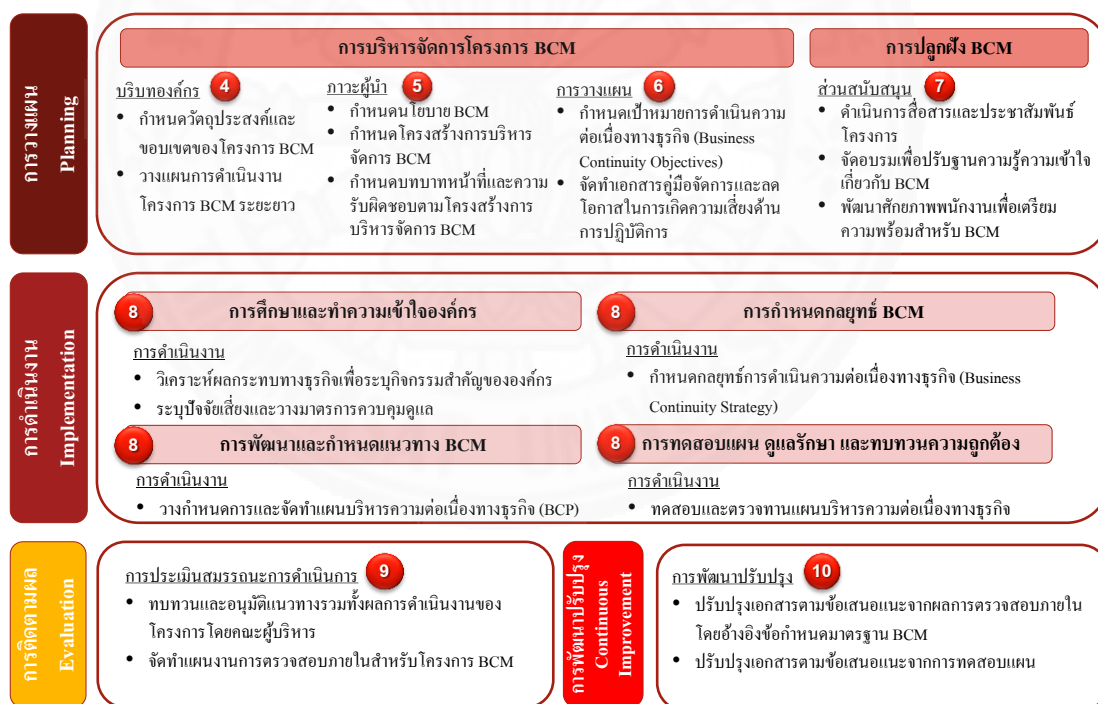 การวางแผน
Planning
การบริหารจัดการโครงการ BCM
บริบทองค์กร 4
• กำหนดวัตถุประสงค์และ
ขอบเขตของโครงการ BCM
• วางแผนการดำเนินงาน
โครงการ BCM ระยะยาว
ภาวะผู้นำ 5
• กำหนดนโยบาย BCM
• กำหนดโครงสร้างการบริหาร
จัดการ BCM
• กำหนดบทบาทหน้าที่และความ
รับผิดชอบตามโครงสร้างการ
บริหารจัดการ BCM
การวางแผน 6
• กำหนดเป้าหมายการดำเนินความ
ต่อเนื่องทางธุรกิจ (Business
Continuity Objectives)
• จัดทำเอกสารคู่มือจัดการและลด
โอกาสในการเกิดความเสี่ยงด้าน
การปฏิบัติการ
การปลูกฝัง BCM
ส่วนสนับสนุน 7
• ดำเนินการสื่อสารและประชาสัมพันธ์
โครงการ
• จัดอบรมเพื่อปรับฐานความรู้ความเข้าใจ
เกี่ยวกับ BCM
• พัฒนาศักยภาพพนักงานเพื่อเตรียม
ความพร้อมสำหรับ BCM
การดำเนินงาน
Implementation
8 การศึกษาและทำความเข้าใจองค์กร
การดำเนินงาน
• วิเคราะห์ผลกระทบทางธุรกิจเพื่อระบุกิจกรรมสำคัญขององค์กร
• ระบุปัจจัยเสี่ยงและวางมาตรการควบคุมดูแล
8 การกำหนดกลยุทธ์ BCM
การดำเนินงาน
• กำหนดกลยุทธ์การดำเนินความต่อเนื่องทางธุรกิจ (Business
Continuity Strategy)
8 การพัฒนาและกำหนดแนวทาง BCM
การดำเนินงาน
• วางกำหนดการและจัดทำแผนบริหารความต่อเนื่องทางธุรกิจ (BCP)
8 การทดสอบแผน ดูแลรักษา และทบทวนความถูกต้อง
การดำเนินงาน
• ทดสอบและตรวจทานแผนบริหารความต่อเนื่องทางธุรกิจ
การติดตามผล
Evaluation
การประเมินสมรรถนะการดำเนินการ 9
• ทบทวนและอนุมัติแนวทางรวมทั้งผลการดำเนินงานของ
โครงการโดยคณะผู้บริหาร
• จัดทำแผนงานการตรวจสอบภายในสำหรับโครงการ BCM
การพัฒนาปรับปรุง
Continuous
Improvement
การพัฒนาปรับปรุง 10
• ปรับปรุงเอกสารตามข้อเสนอแนะจากผลการตรวจสอบภายใน
โดยอ้างอิงข้อกำหนดมาตรฐาน BCM
• ปรับปรุงเอกสารตามข้อเสนอแนะจากการทดสอบแผน